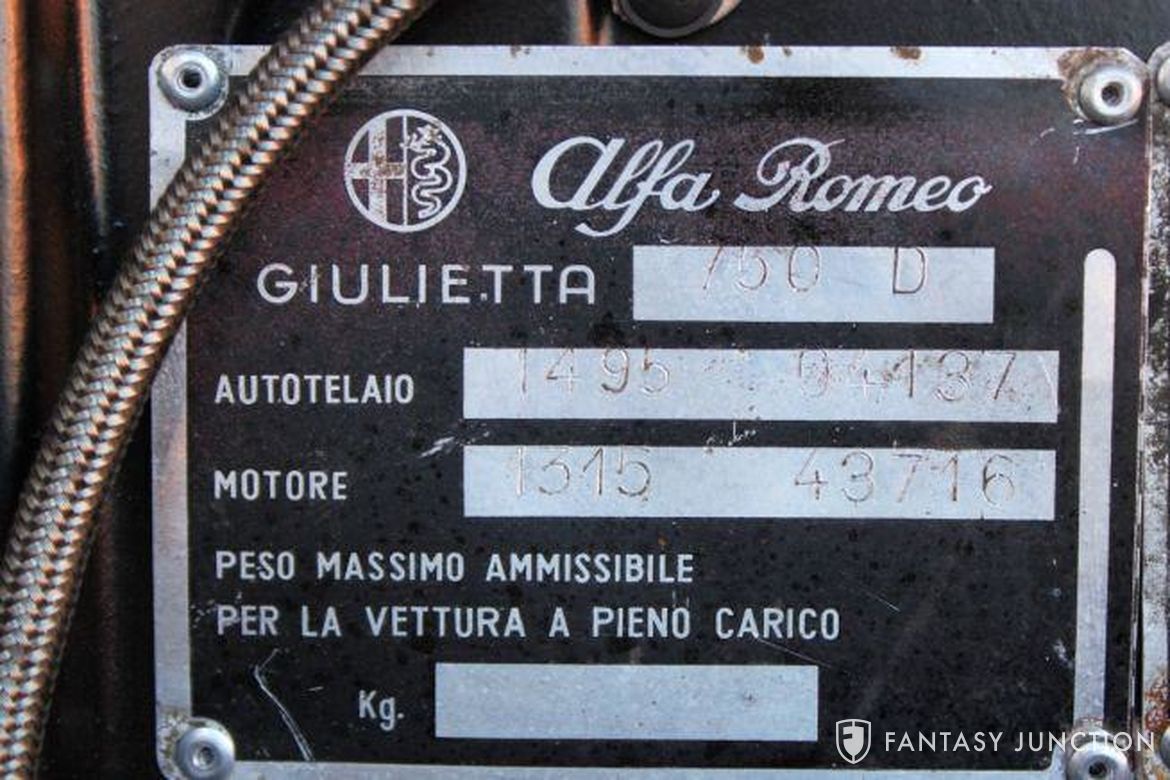 Alfa Romeo
GIULIETTA 750 D
AUTOTELAIO 1495 04137
MOTORE 1315 43716
PESO MASSIMO AMMISSIBILE
PER LA VETTURA A PIENO CARICO
Kg.
FANTASY JUNCTION